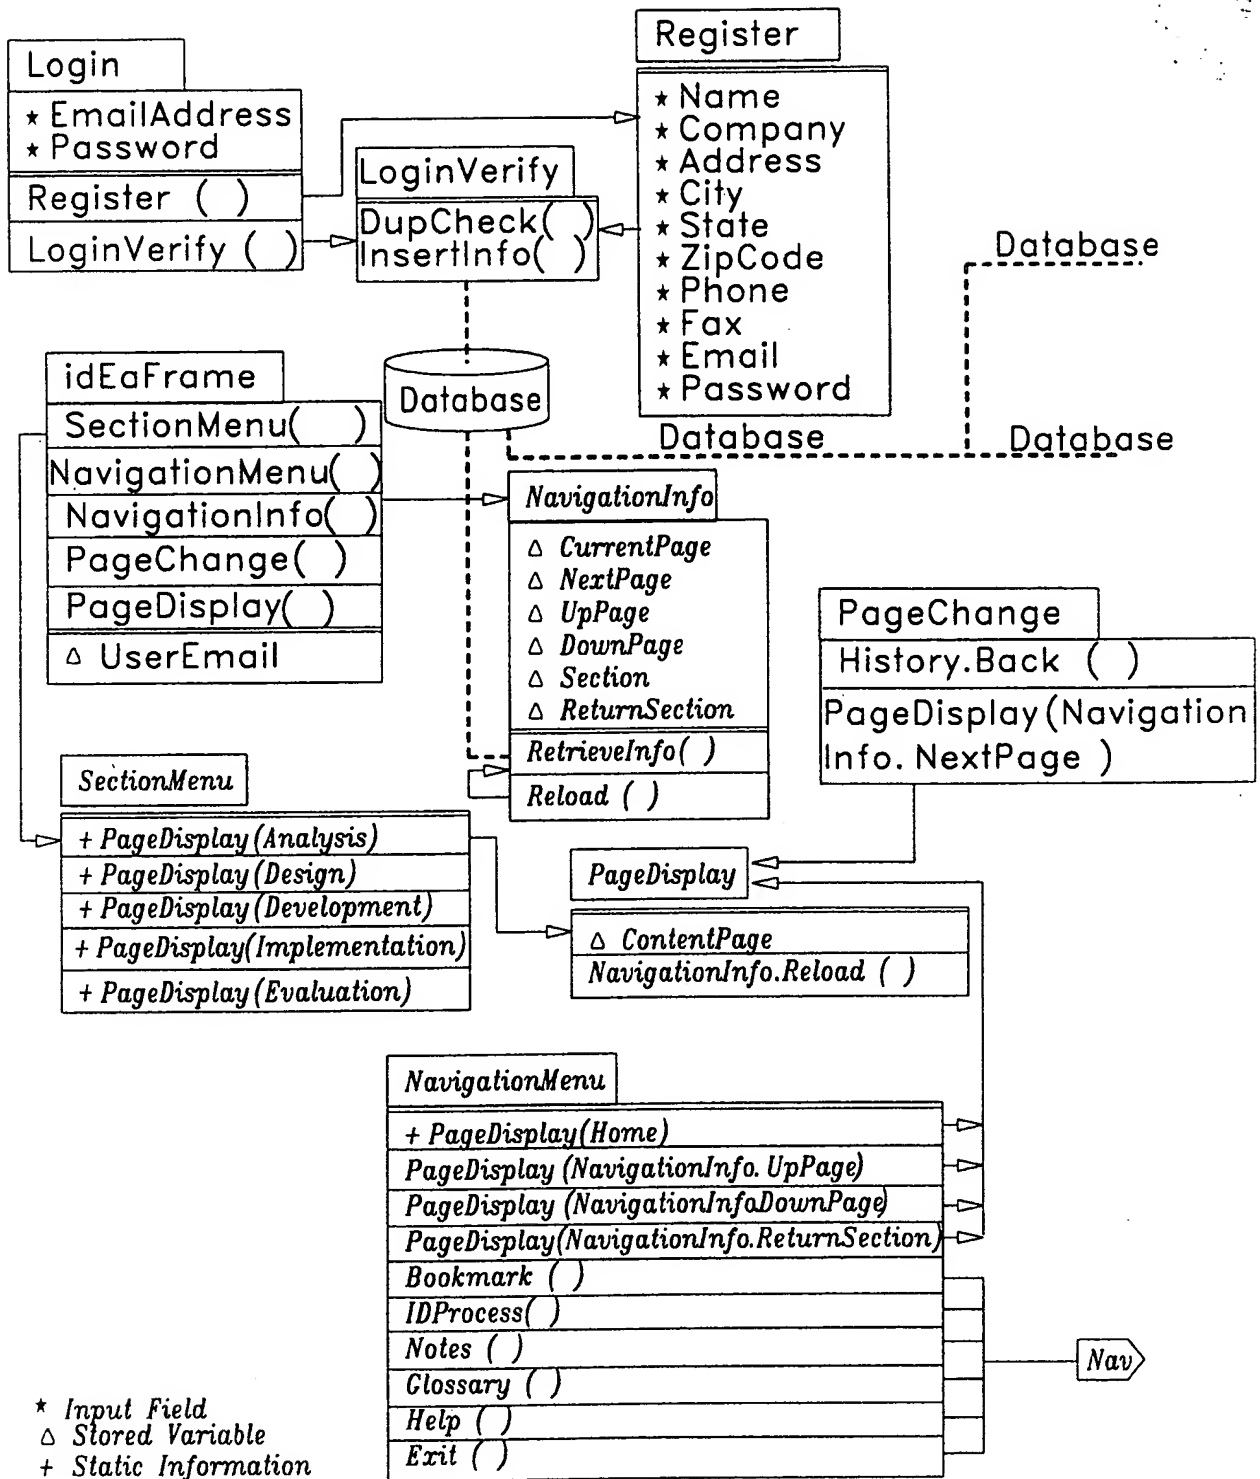 Login
* EmailAddress
* Password
Register ( )
LoginVerify ( )
LoginVerify
DupCheck( )
InsertInfo( )
Register
* Name
* Company
* Address
* City
* State
* ZipCode
* Phone
* Fax
* Email
* Password
Database
Database
Database
Database
idEaFrame
SectionMenu( )
NavigationMenu( )
NavigationInfo( )
PageChange( )
PageDisplay( )
△ UserEmail
NavigationInfo
△ CurrentPage
△ NextPage
△ UpPage
△ DownPage
△ Section
△ ReturnSection
RetrieveInfo( )
Reload ( )
PageChange
History.Back ( )
PageDisplay(Navigation
Info. NextPage )
SectionMenu
+ PageDisplay(Analysis)
+ PageDisplay(Design)
+ PageDisplay(Development)
+ PageDisplay(Implementation)
+ PageDisplay(Evaluation)
PageDisplay
△ ContentPage
NavigationInfo.Reload ( )
NavigationMenu
+ PageDisplay(Home)
PageDisplay (NavigationInfo. UpPage)
PageDisplay (NavigationInfoDownPage)
PageDisplay(NavigationInfo.ReturnSection)
Bookmark ( )
IDProcess( )
Notes ( )
Glossary ( )
Help ( )
Exit ( )
Nav
* Input Field
△ Stored Variable
+ Static Information